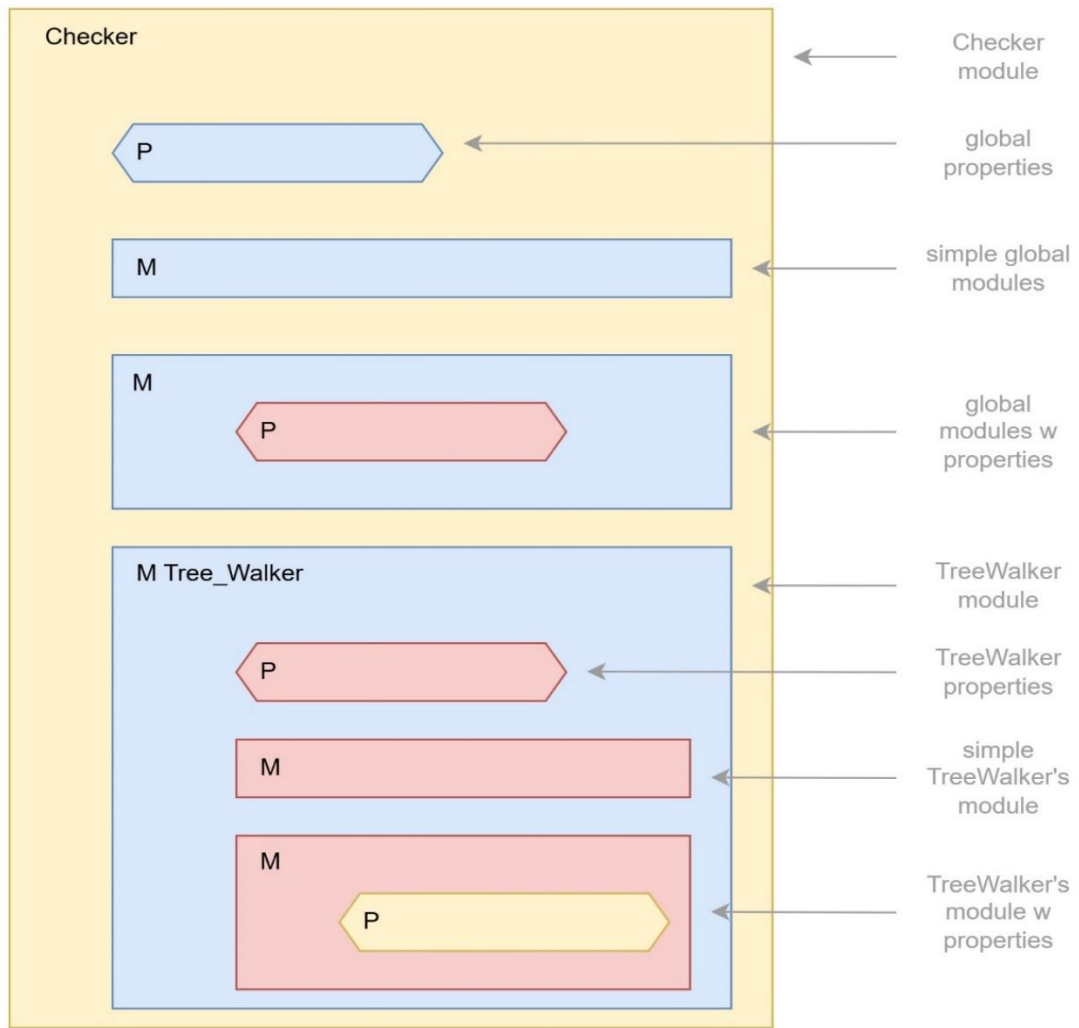 Checker
Checker
module
P
global
properties
M
simple global
modules
M
P
global
modules w
properties
M Tree_Walker
TreeWalker
module
P
TreeWalker
properties
M
simple
TreeWalker's
module
M
P
TreeWalker's
module w
properties